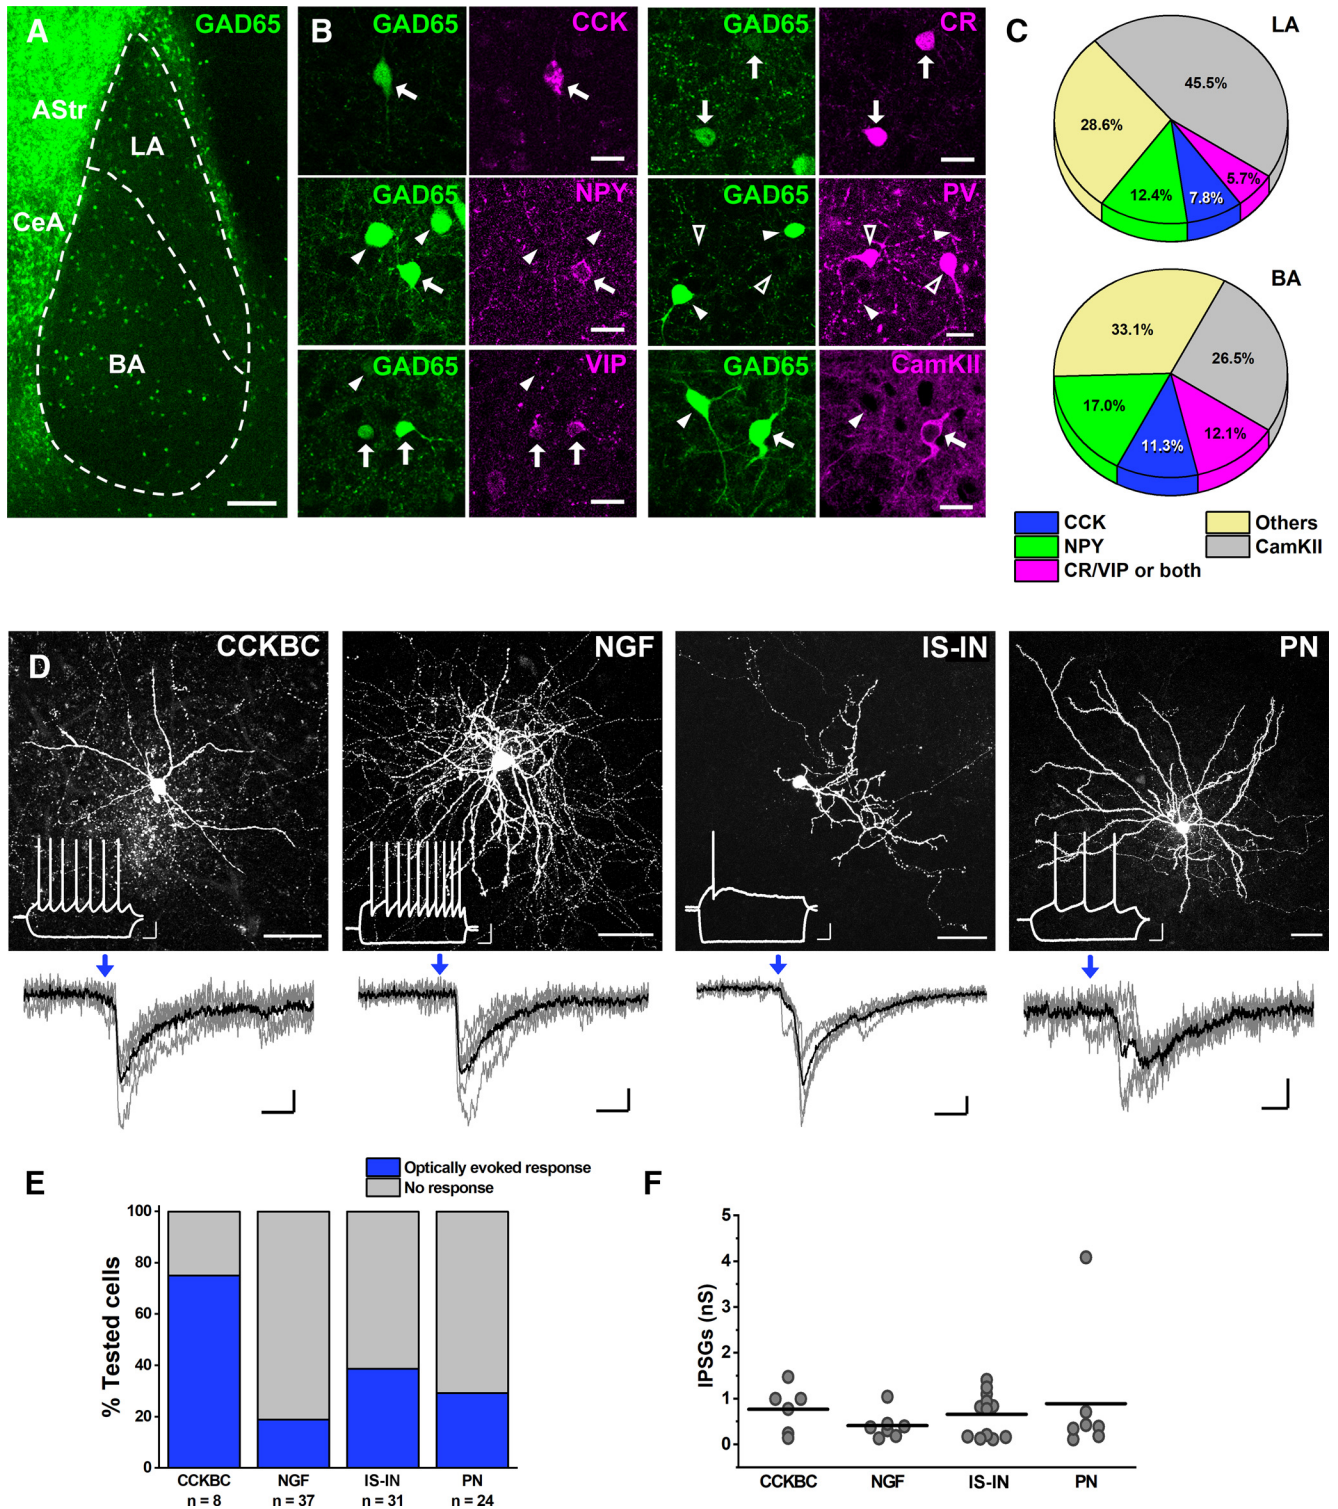 A
GAD65
AStr
LA
CeA
BA
B
GAD65
CCK
GAD65
CR
GAD65
NPY
GAD65
PV
GAD65
VIP
GAD65
CamKII
C
LA
45.5%
28.6%
12.4%
7.8%
5.7%
BA
33.1%
26.5%
17.0%
11.3%
12.1%
CCK
NPY
CR/VIP or both
Others
CamKII
D
CCKBC
NGF
IS-IN
PN
E
Optically evoked response
No response
% Tested cells
100
80
60
40
20
0
CCKBC
NGF
IS-IN
PN
n = 8
n = 37
n = 31
n = 24
F
IPSGs (nS)
5
4
3
2
1
0
CCKBC
NGF
IS-IN
PN